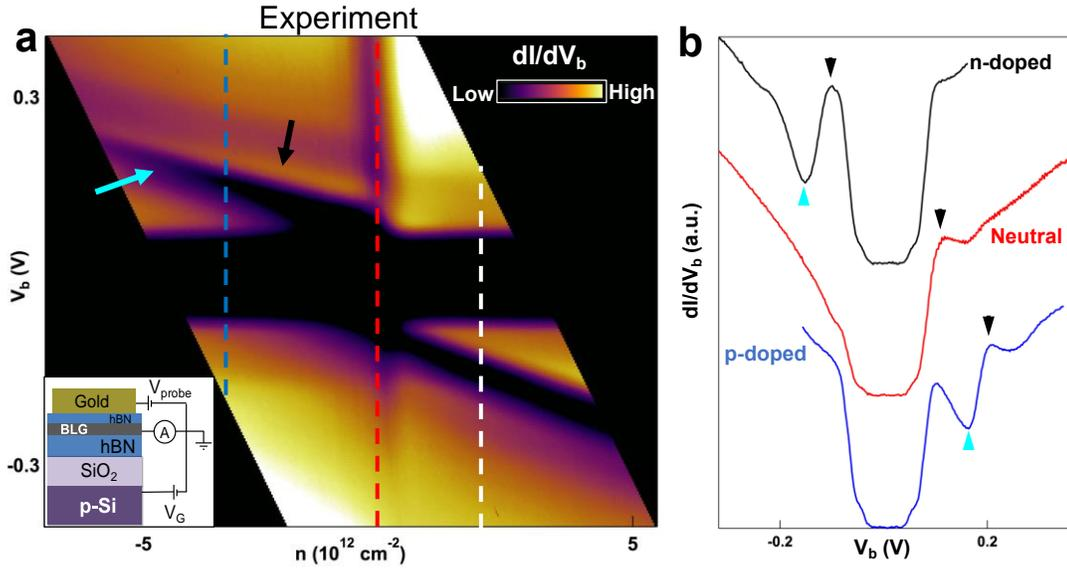 Experiment
a
dI/dV_b
Low High
0.3
V_b (V)
-0.3
Gold
hBN
BLG
hBN
SiO₂
p-Si
V_probe
A
V_G
-5
5
n (10¹² cm⁻²)
b
n-doped
Neutral
p-doped
dI/dV_b (a.u.)
-0.2
0.2
V_b (V)